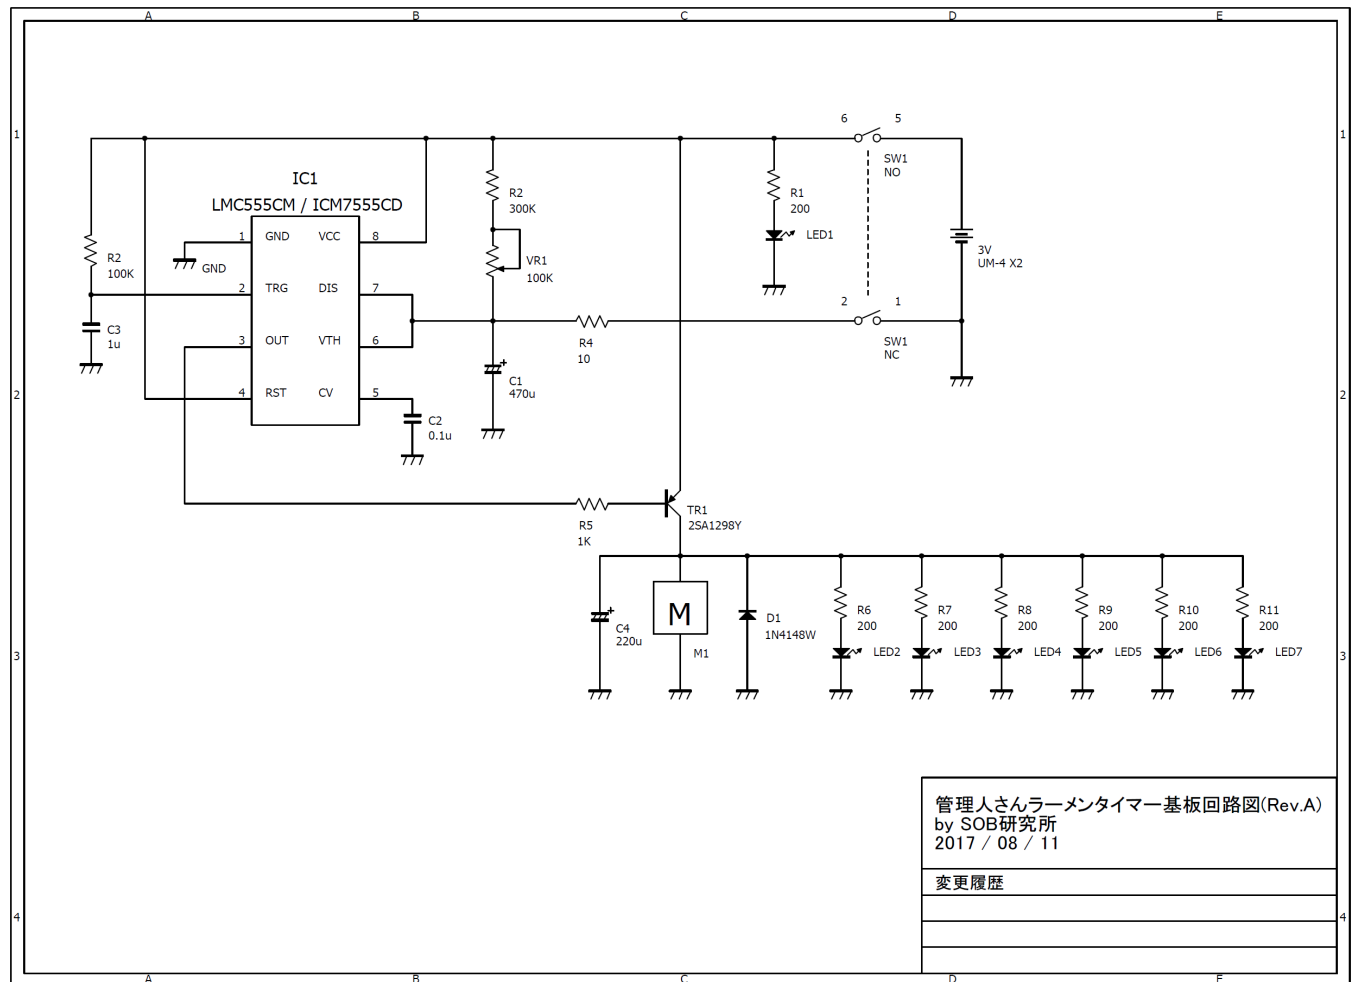 A B C D E
1 1
6 5
SW1
NO
IC1
LMC555CM / ICM7555CD
R2
300K
R1
200
LED1
1 GND VCC 8
GND
3V
UM-4 X2
R2
100K
VR1
100K
2 TRG DIS 7
2 1
C3
1u
3 OUT VTH 6
R4
10
SW1
NC
C1
470u
4 RST CV 5
2 2
C2
0.1u
TR1
2SA1298Y
R5
1K
C4
220u
M
M1
D1
1N4148W
R6
200
R7
200
R8
200
R9
200
R10
200
R11
200
LED2 LED3 LED4 LED5 LED6 LED7
3 3
管理人さんラーメンタイマー基板回路図(Rev.A)
by SOB研究所
2017 / 08 / 11
変更履歴
4 4
A B C D E